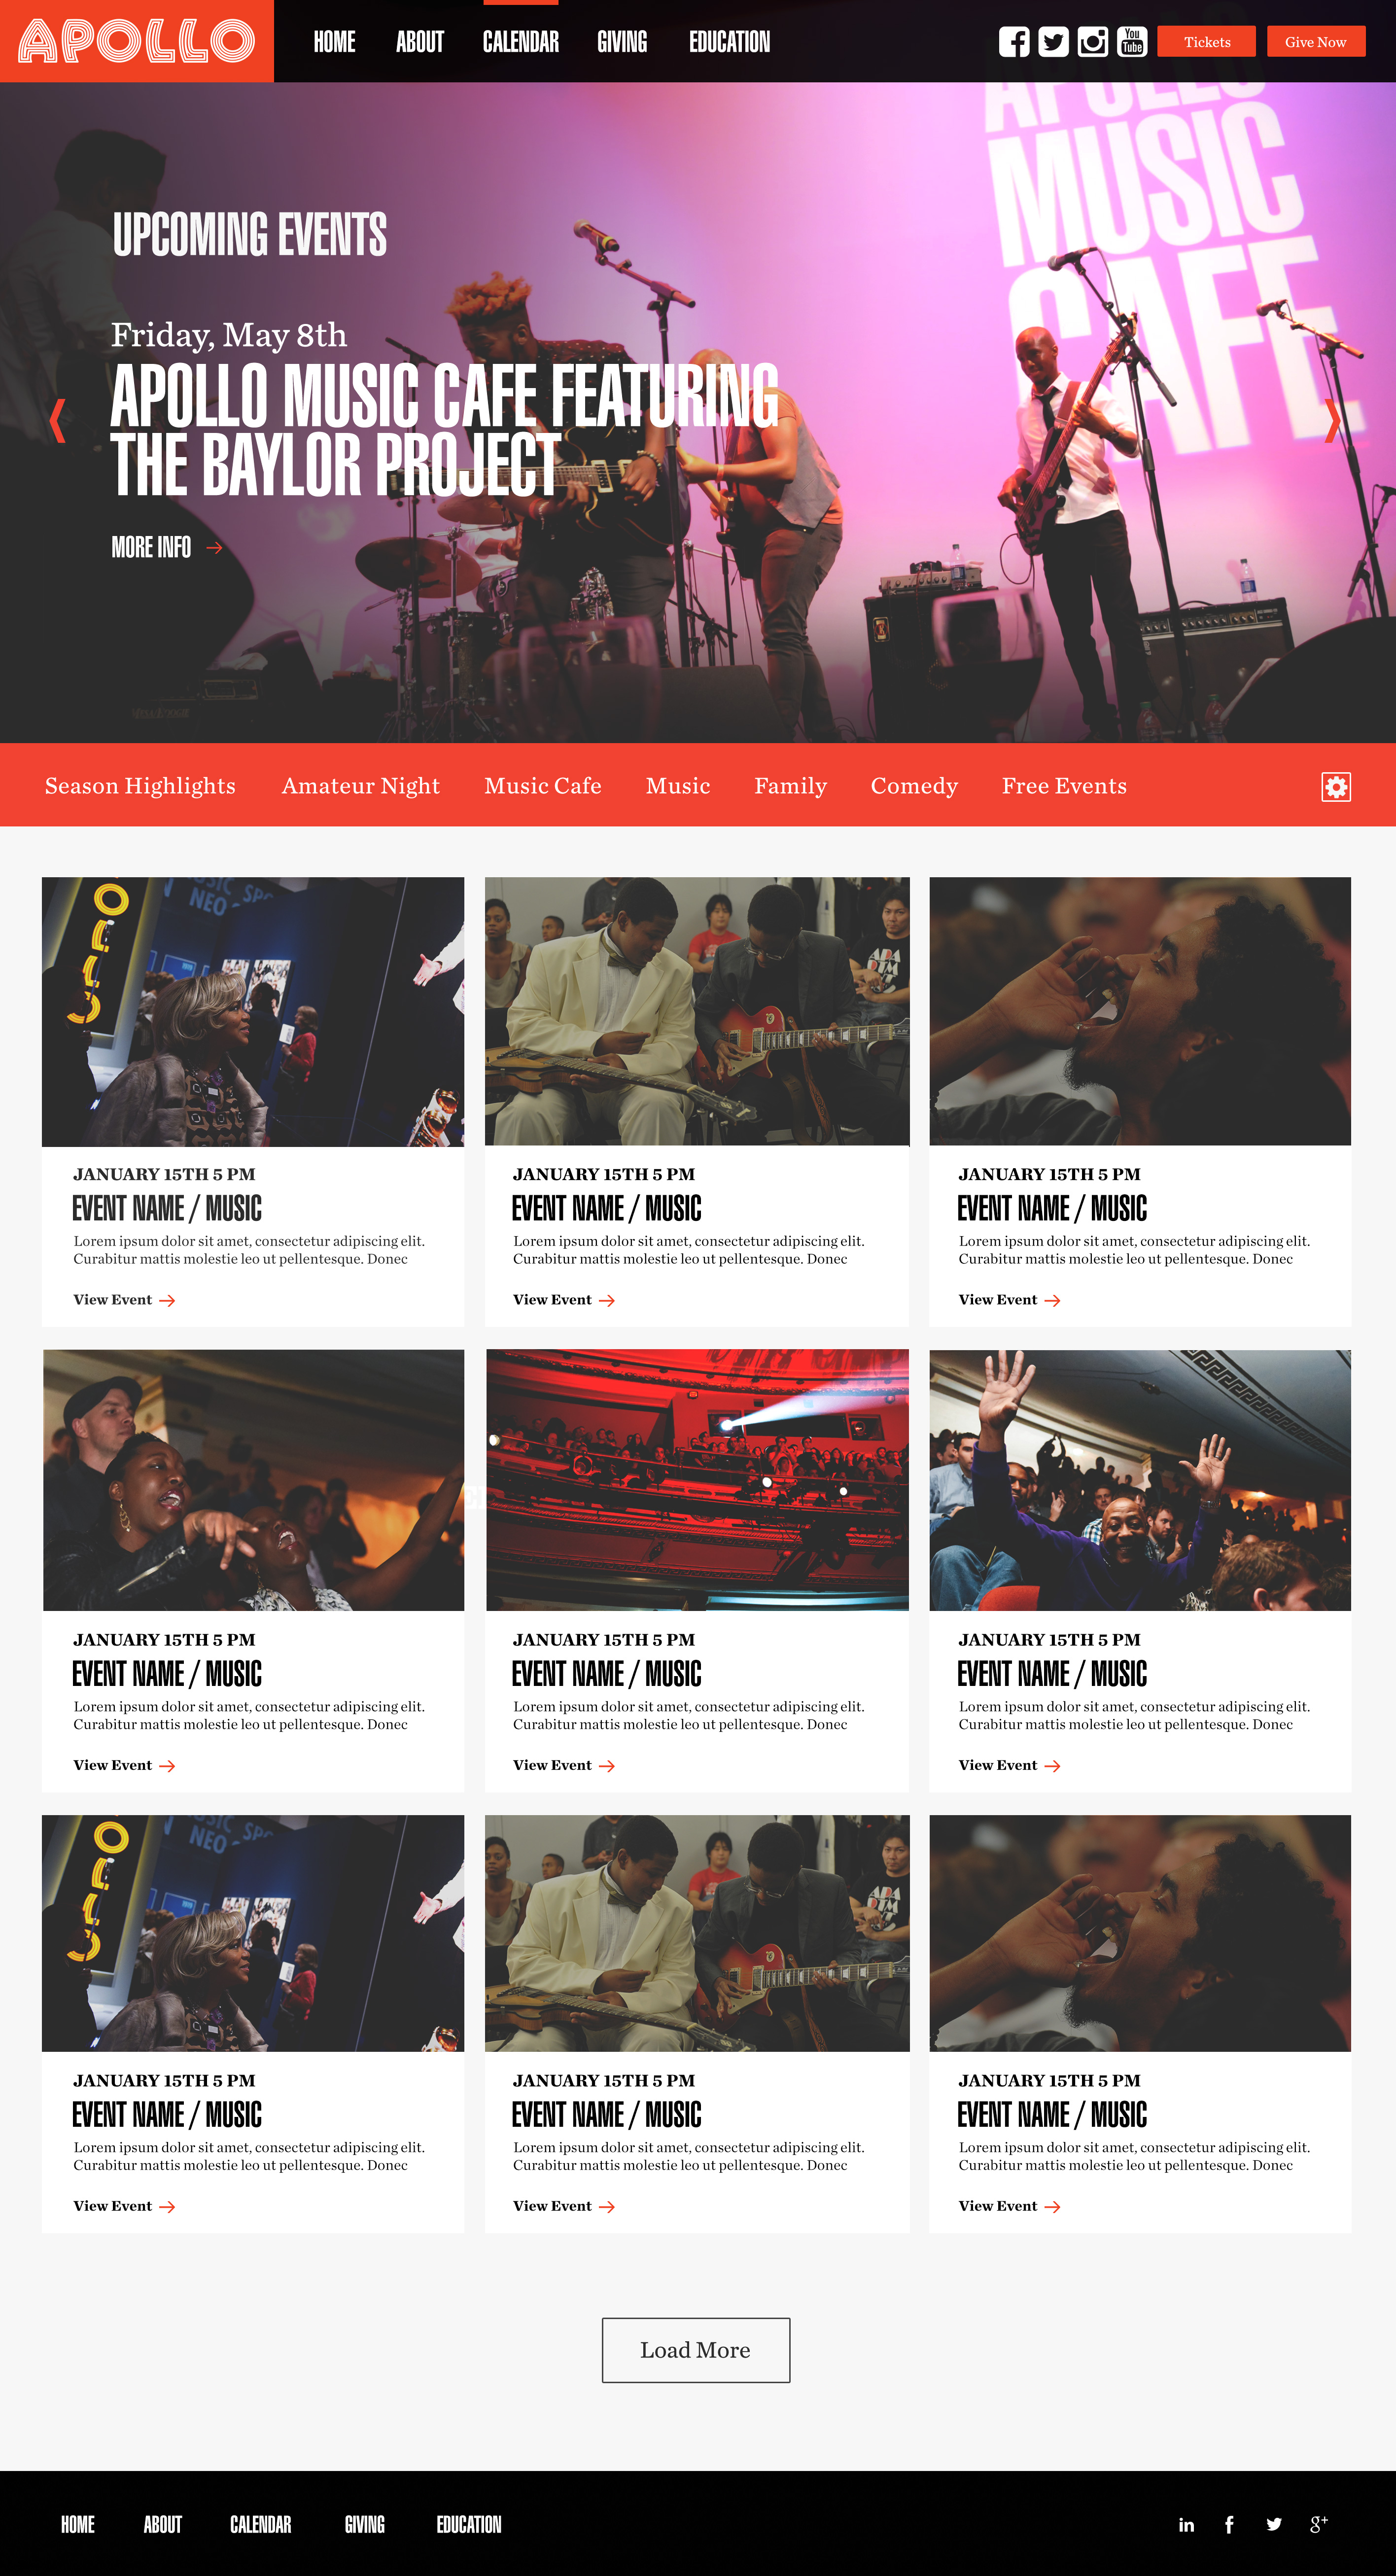 APOLLO
HOME ABOUT CALENDAR GIVING EDUCATION
You Tube
Tickets Give Now
APOLLO
MUSIC
CAFE
UPCOMING EVENTS
Friday, May 8th
APOLLO MUSIC CAFE FEATURING
THE BAYLOR PROJECT
MORE INFO
Season Highlights Amateur Night Music Cafe Music Family Comedy Free Events
JANUARY 15TH 5 PM
EVENT NAME / MUSIC
Lorem ipsum dolor sit amet, consectetur adipiscing elit.
Curabitur mattis molestie leo ut pellentesque. Donec
View Event
JANUARY 15TH 5 PM
EVENT NAME / MUSIC
Lorem ipsum dolor sit amet, consectetur adipiscing elit.
Curabitur mattis molestie leo ut pellentesque. Donec
View Event
JANUARY 15TH 5 PM
EVENT NAME / MUSIC
Lorem ipsum dolor sit amet, consectetur adipiscing elit.
Curabitur mattis molestie leo ut pellentesque. Donec
View Event
JANUARY 15TH 5 PM
EVENT NAME / MUSIC
Lorem ipsum dolor sit amet, consectetur adipiscing elit.
Curabitur mattis molestie leo ut pellentesque. Donec
View Event
JANUARY 15TH 5 PM
EVENT NAME / MUSIC
Lorem ipsum dolor sit amet, consectetur adipiscing elit.
Curabitur mattis molestie leo ut pellentesque. Donec
View Event
JANUARY 15TH 5 PM
EVENT NAME / MUSIC
Lorem ipsum dolor sit amet, consectetur adipiscing elit.
Curabitur mattis molestie leo ut pellentesque. Donec
View Event
NEO
JANUARY 15TH 5 PM
EVENT NAME / MUSIC
Lorem ipsum dolor sit amet, consectetur adipiscing elit.
Curabitur mattis molestie leo ut pellentesque. Donec
View Event
JANUARY 15TH 5 PM
EVENT NAME / MUSIC
Lorem ipsum dolor sit amet, consectetur adipiscing elit.
Curabitur mattis molestie leo ut pellentesque. Donec
View Event
JANUARY 15TH 5 PM
EVENT NAME / MUSIC
Lorem ipsum dolor sit amet, consectetur adipiscing elit.
Curabitur mattis molestie leo ut pellentesque. Donec
View Event
Load More
HOME ABOUT CALENDAR GIVING EDUCATION
in f g+